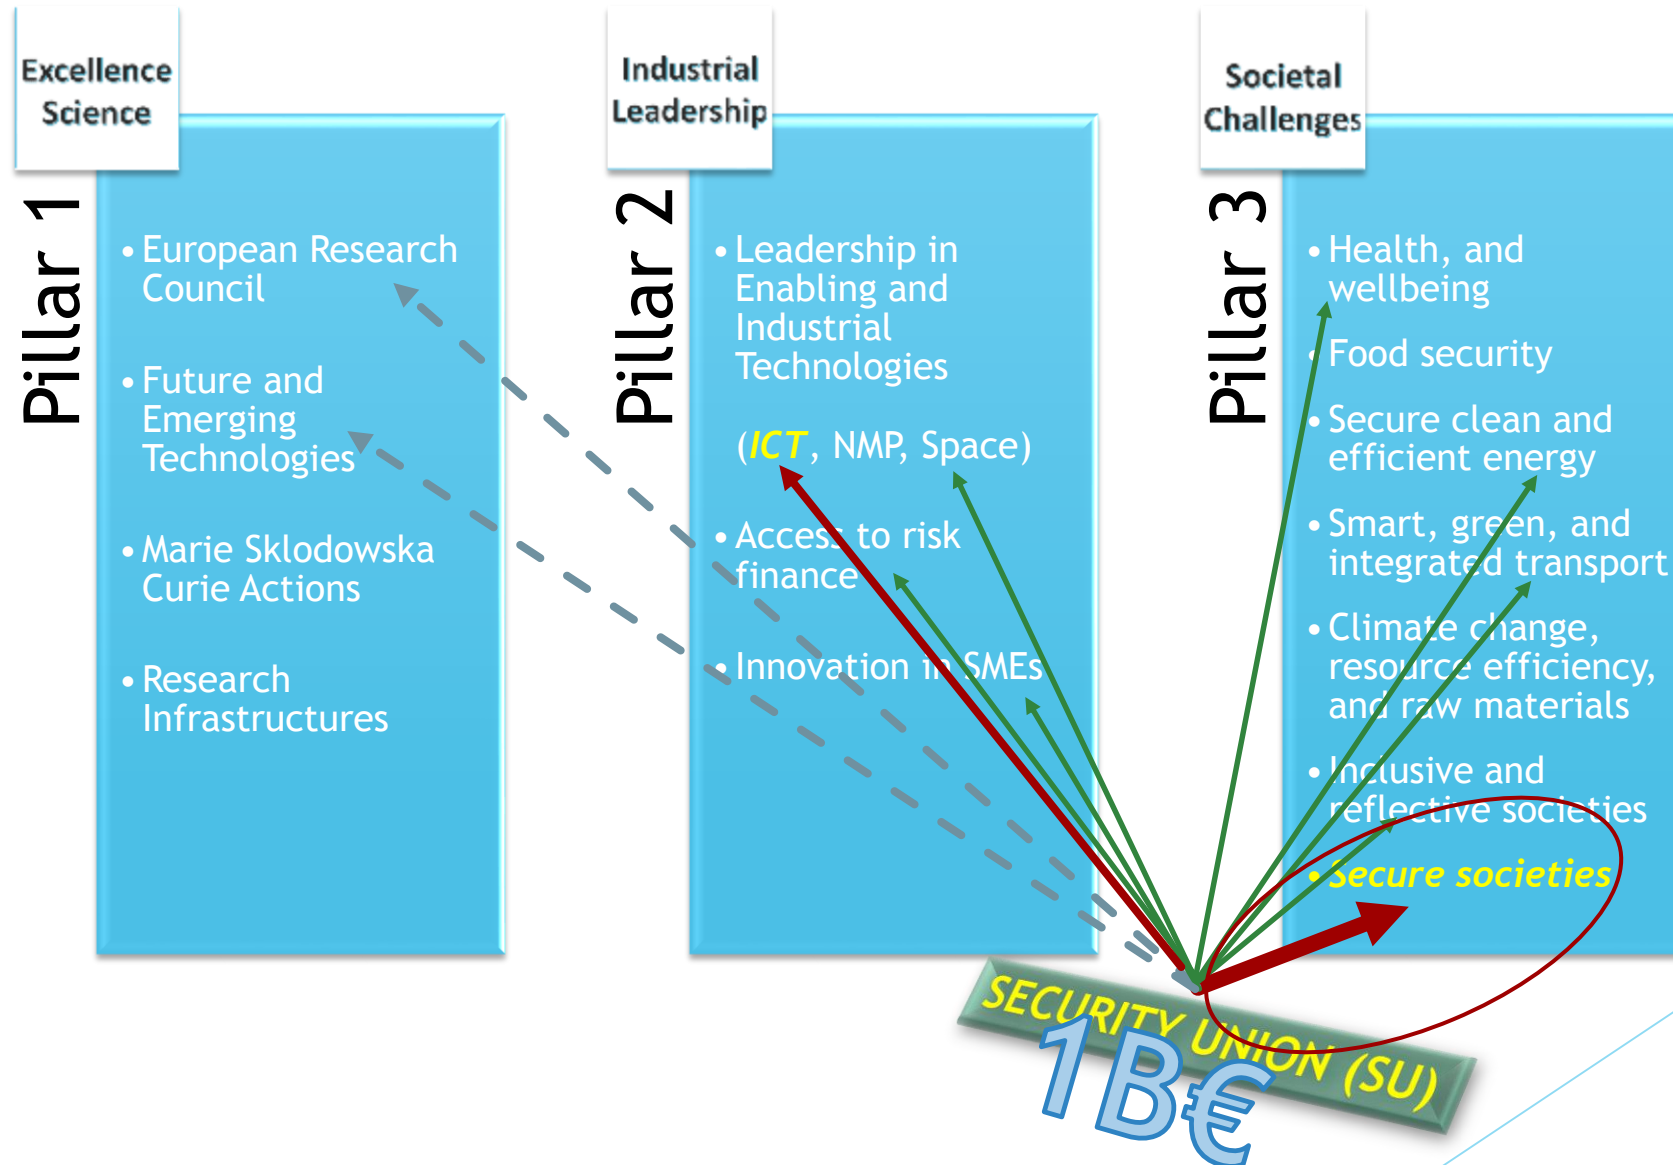 Excellence
Science
Pillar 1
• European Research
Council
• Future and
Emerging
Technologies
• Marie Sklodowska
Curie Actions
• Research
Infrastructures
Industrial
Leadership
Pillar 2
• Leadership in
Enabling and
Industrial
Technologies
(ICT, NMP, Space)
• Access to risk
finance
• Innovation in SMEs
Societal
Challenges
Pillar 3
• Health, and
wellbeing
• Food security
• Secure clean and
efficient energy
• Smart, green, and
integrated transport
• Climate change,
resource efficiency,
and raw materials
• Inclusive and
reflective societies
• Secure societies
SECURITY UNION (SU)
1B€